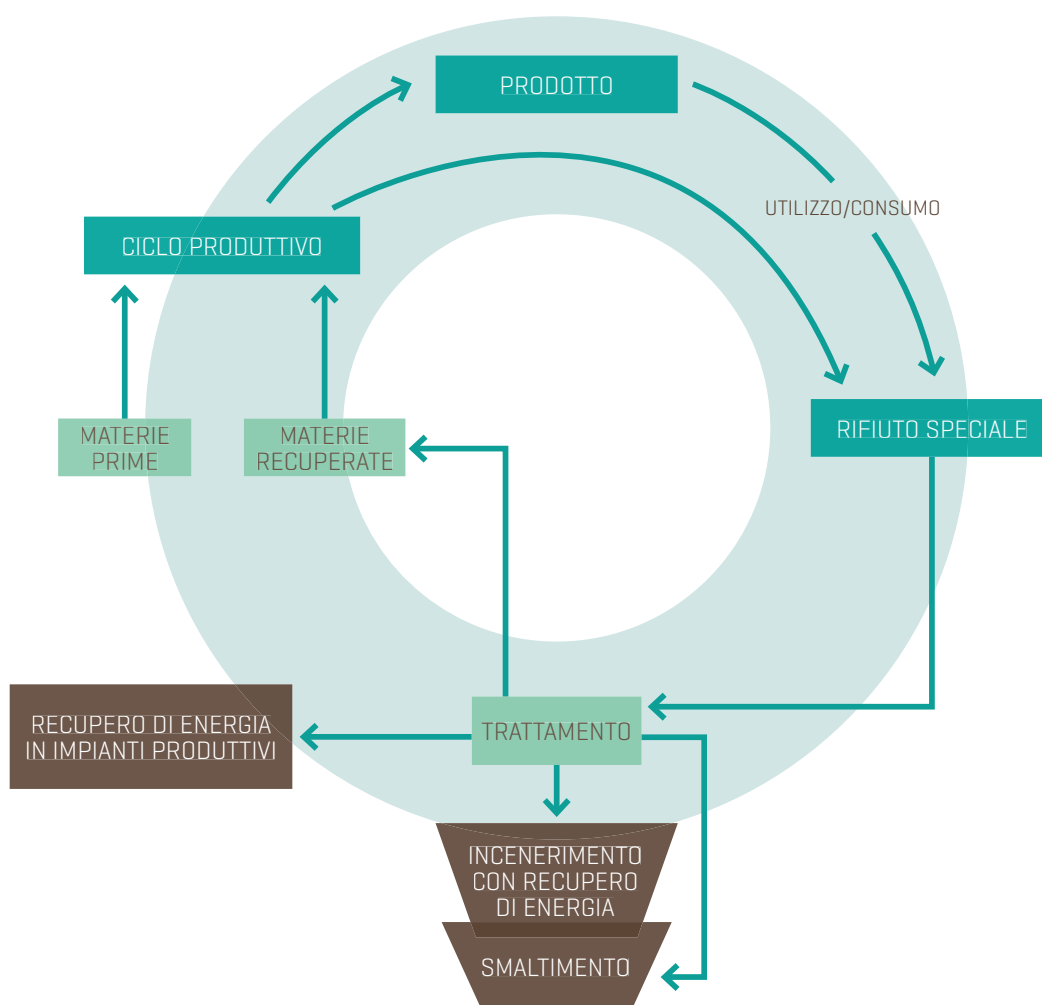 PRODOTTO
UTILIZZO/CONSUMO
CICLO PRODUTTIVO
MATERIE
PRIME
MATERIE
RECUPERATE
RIFIUTO SPECIALE
RECUPERO DI ENERGIA
IN IMPIANTI PRODUTTIVI
TRATTAMENTO
INCENERIMENTO
CON RECUPERO
DI ENERGIA
SMALTIMENTO